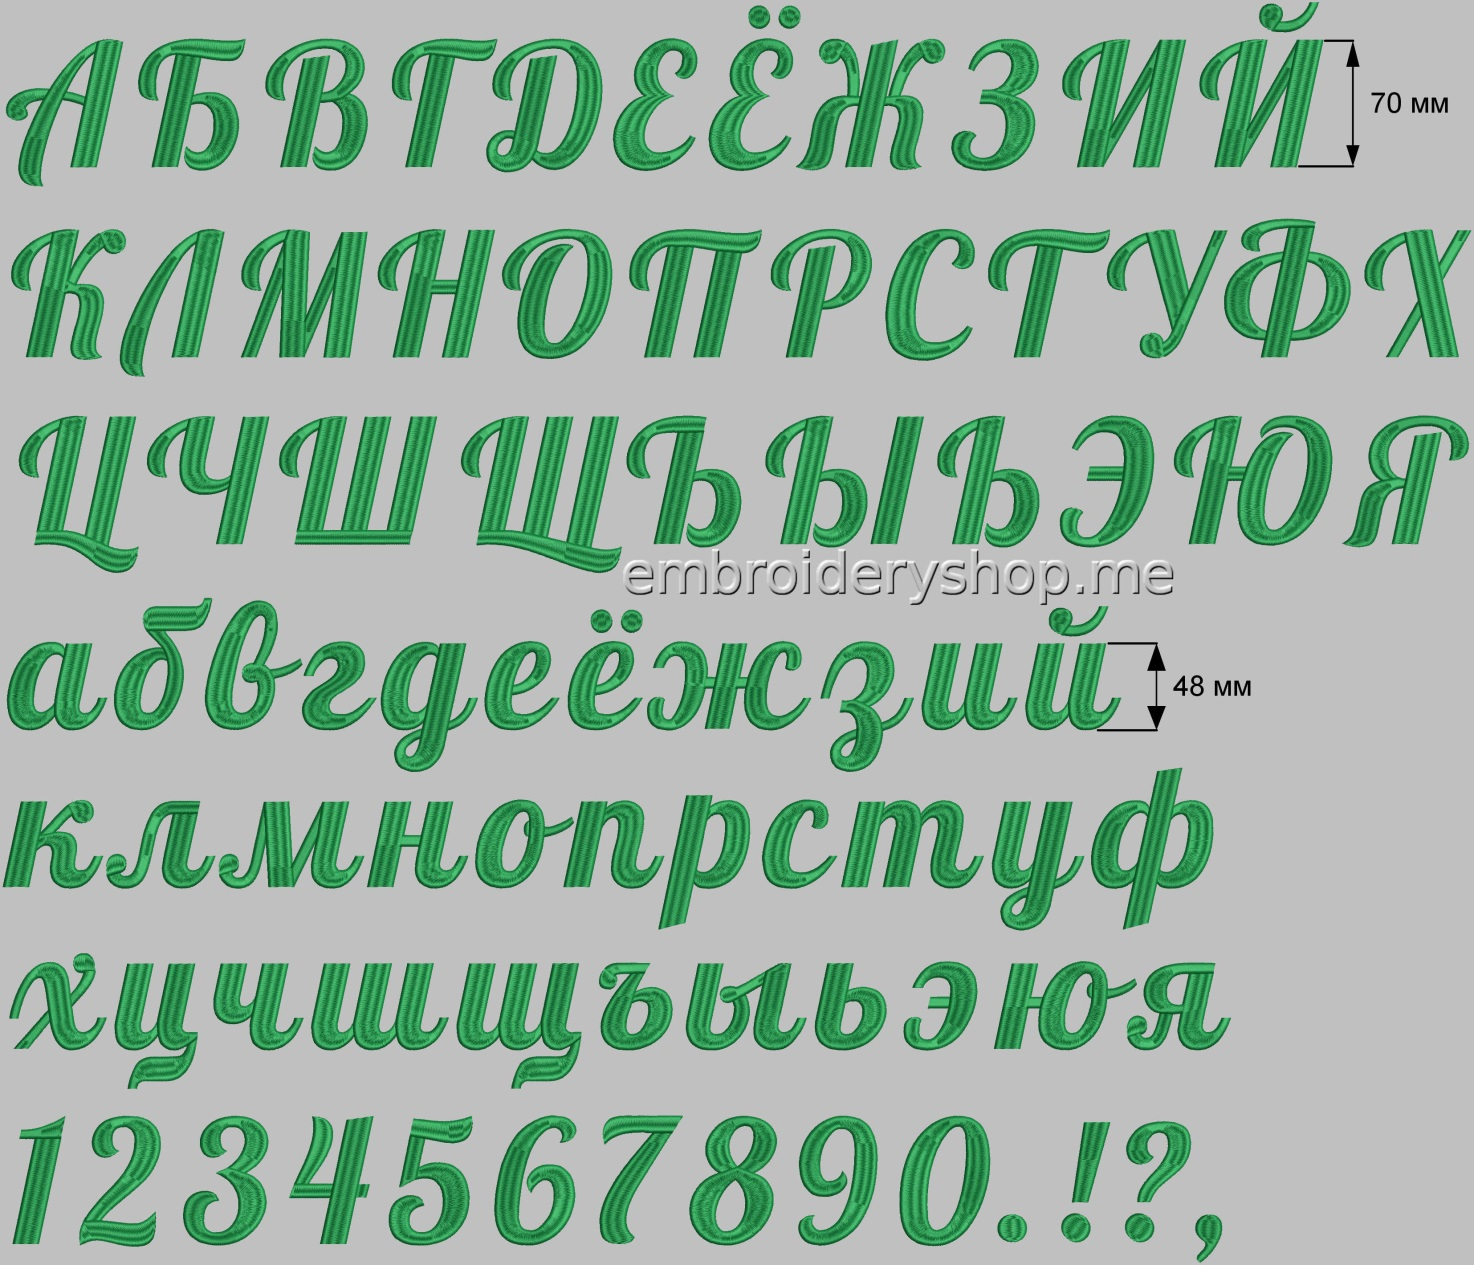 АБВГДЕЁЖЗИЙ 70 мм
КЛМНОПРСТУФХ
ЦЧШЩЪЫЬЭЮЯ
embroideryshop.me
абвгдеёжзий 48 мм
клмнопрстуф
хцчшщъыьэюя
1234567890.!?,